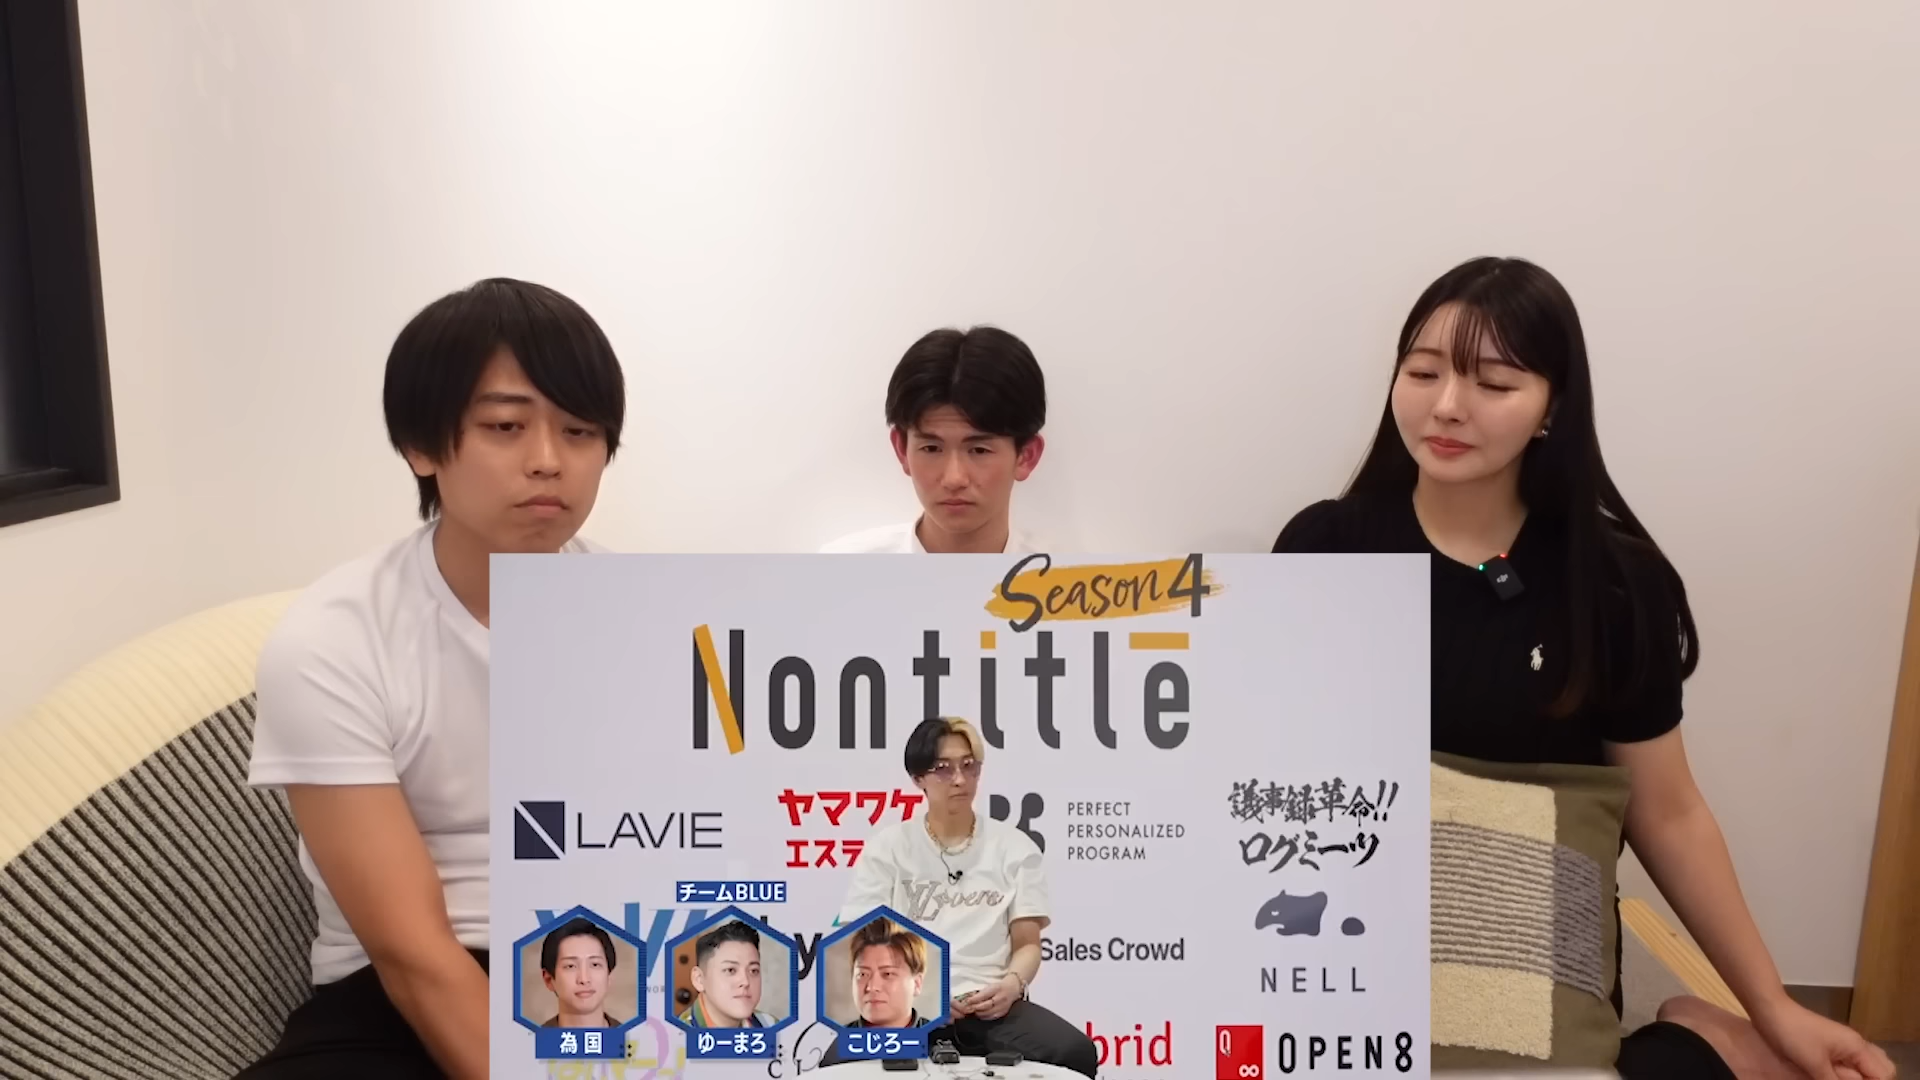 Season4
Nontitle
LAVIE
ヤマワケ
エステ
PERFECT
PERSONALIZED
PROGRAM
議事録革命!!
ログミーツ
チームBLUE
Sales Crowd
NELL
為国
ゆーまろ
こじろー
brid
OPEN8